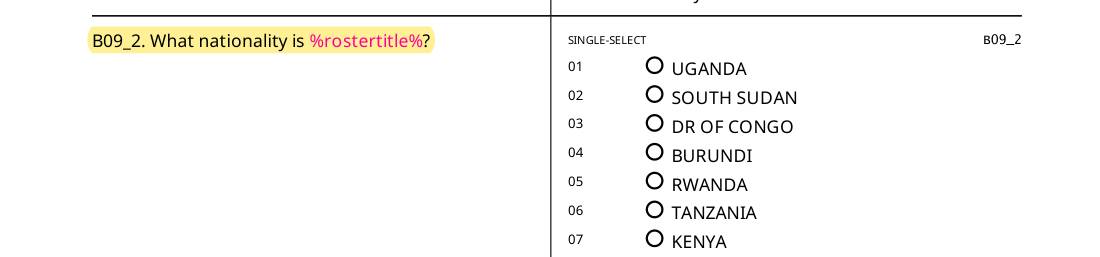 B09_2. What nationality is %rostertitle%?
SINGLE-SELECT B09_2
01 UGANDA
02 SOUTH SUDAN
03 DR OF CONGO
04 BURUNDI
05 RWANDA
06 TANZANIA
07 KENYA